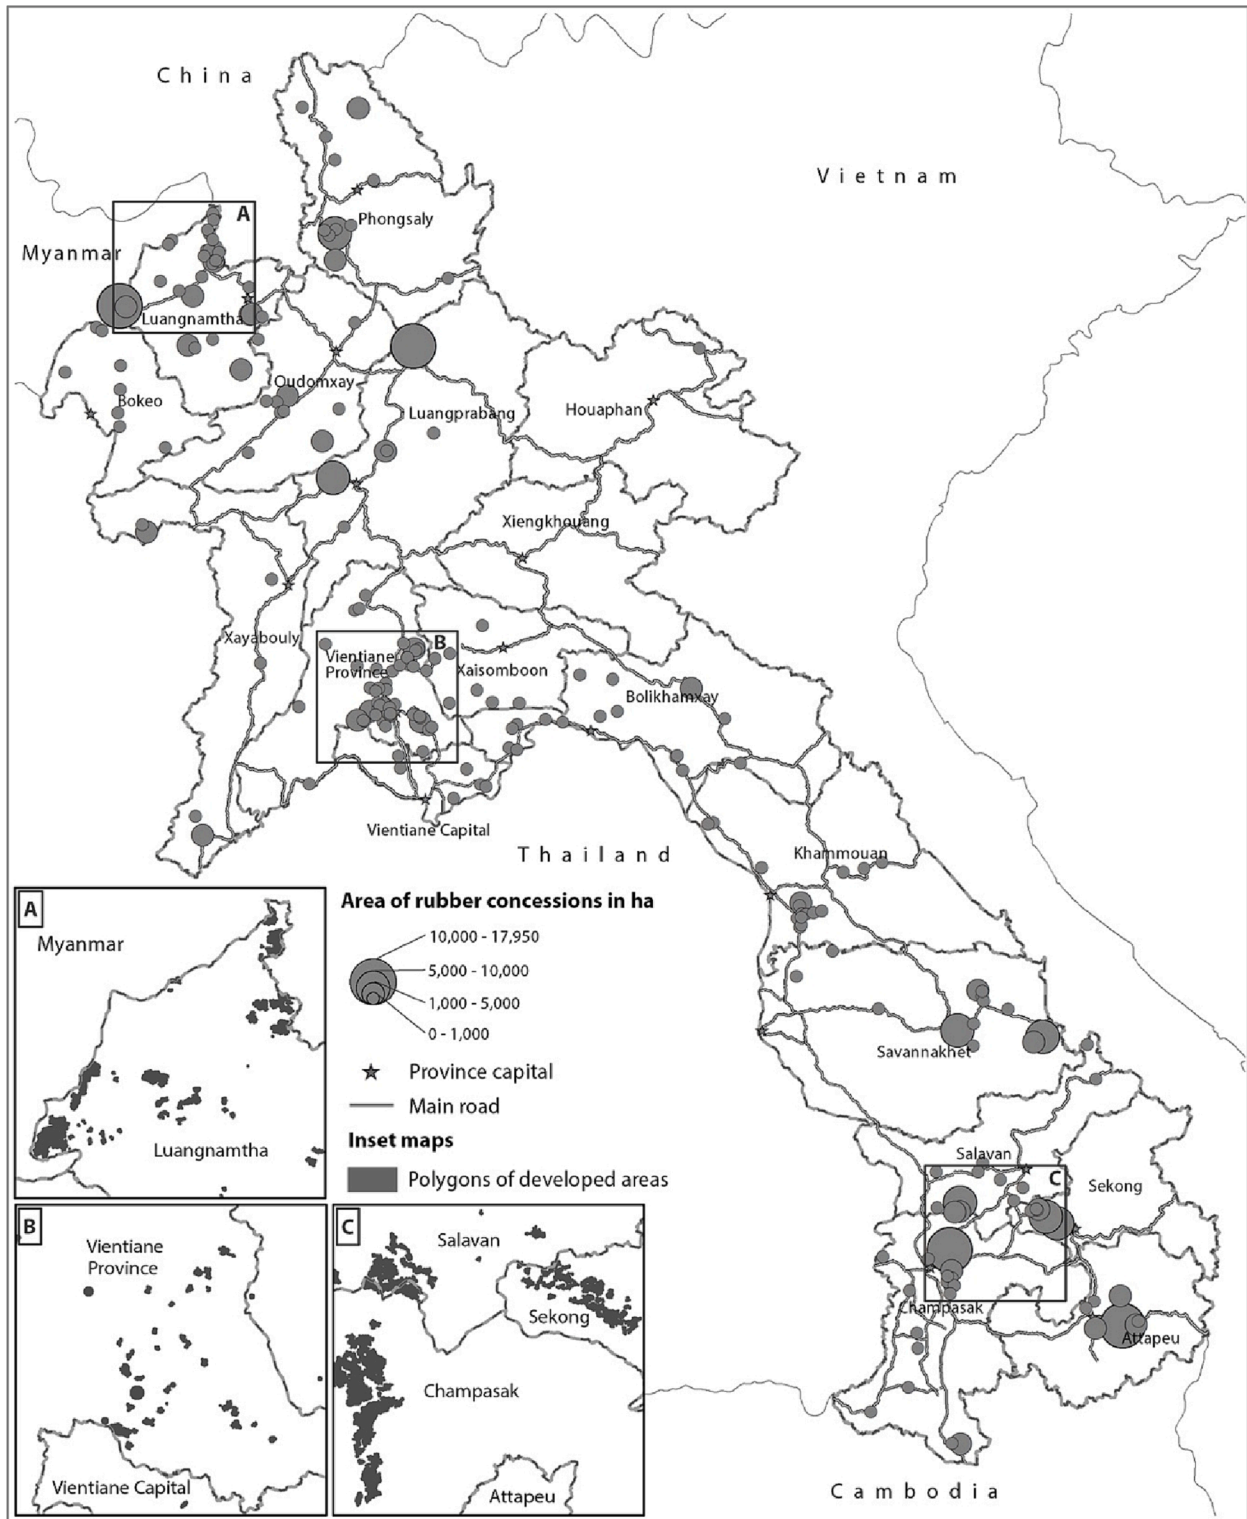 China
Vietnam
A
Phongsaly
Myanmar
Luangnamtha
Oudomxay
Bokeo
Luangprabang
Houaphan
Xiengkhouang
Xayabouly
B
Vientiane
Province
Xaisomboon
Bolikhamxay
Vientiane Capital
Thailand
Khammouan
Savannakhet
Salavan
C
Sekong
Champasak
Attapeu
Cambodia
A
Myanmar
Luangnamtha
Area of rubber concessions in ha
10,000 - 17,950
5,000 - 10,000
1,000 - 5,000
0 - 1,000
Province capital
Main road
Inset maps
Polygons of developed areas
B
Vientiane
Province
Vientiane Capital
C
Salavan
Sekong
Champasak
Attapeu